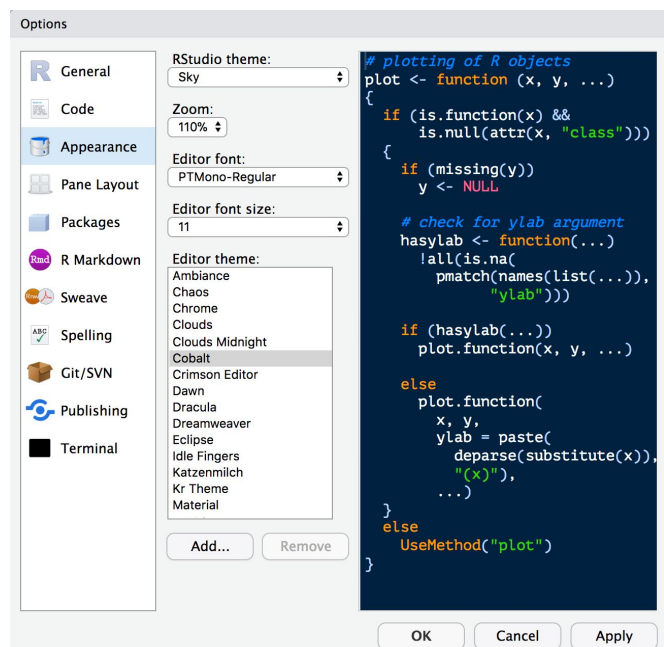 Options
General
Code
Appearance
Pane Layout
Packages
Rmd R Markdown
Sweave
ABC Spelling
Git/SVN
Publishing
Terminal
RStudio theme:
Sky
Zoom:
110%
Editor font:
PTMono-Regular
Editor font size:
11
Editor theme:
Ambiance
Chaos
Chrome
Clouds
Clouds Midnight
Cobalt
Crimson Editor
Dawn
Dracula
Dreamweaver
Eclipse
Idle Fingers
Katzenmilch
Kr Theme
Material
Add...
Remove
# plotting of R objects
plot <- function (x, y, ...)
{
  if (is.function(x) &&
      is.null(attr(x, "class")))
  {
    if (missing(y))
      y <- NULL

    # check for ylab argument
    hasylab <- function(...)
      !all(is.na(
        pmatch(names(list(...)),
              "ylab")))

    if (hasylab(...))
      plot.function(x, y, ...)

    else
      plot.function(
        x, y,
        ylab = paste(
          deparse(substitute(x)),
          "(x)"),
        ...)
  }
  else
    UseMethod("plot")
}
OK
Cancel
Apply